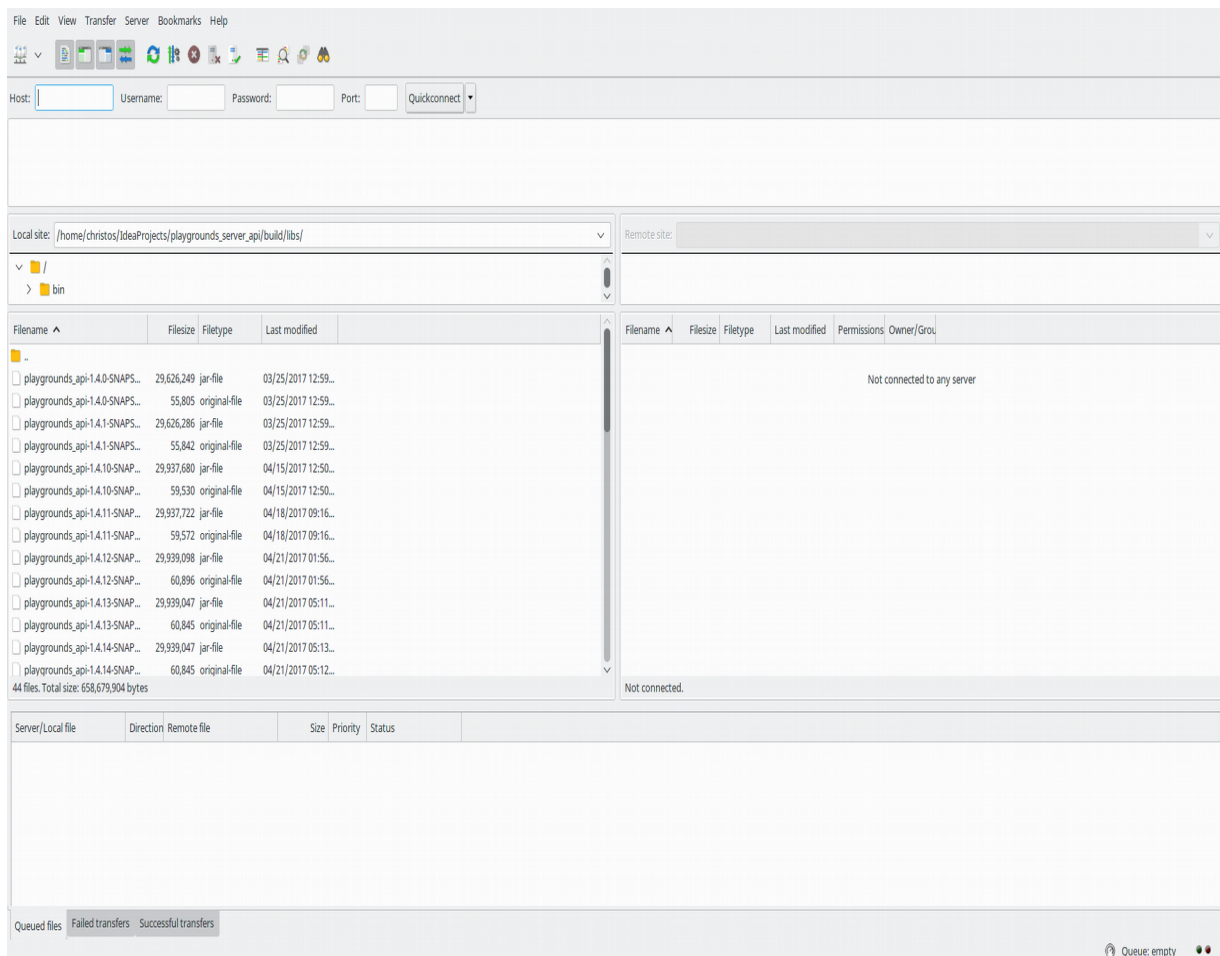 File Edit View Transfer Server Bookmarks Help
Host: Username: Password: Port: Quickconnect
Local site: /home/christos/IdeaProjects/playgrounds_server_api/build/libs/
Remote site:
/
bin
Filename Filesize Filetype Last modified
..
playgrounds_api-1.4.0-SNAPS... 29,626,249 jar-file 03/25/2017 12:59...
playgrounds_api-1.4.0-SNAPS... 55,805 original-file 03/25/2017 12:59...
playgrounds_api-1.4.1-SNAPS... 29,626,286 jar-file 03/25/2017 12:59...
playgrounds_api-1.4.1-SNAPS... 55,842 original-file 03/25/2017 12:59...
playgrounds_api-1.4.10-SNAP... 29,937,680 jar-file 04/15/2017 12:50...
playgrounds_api-1.4.10-SNAP... 59,530 original-file 04/15/2017 12:50...
playgrounds_api-1.4.11-SNAP... 29,937,722 jar-file 04/18/2017 09:16...
playgrounds_api-1.4.11-SNAP... 59,572 original-file 04/18/2017 09:16...
playgrounds_api-1.4.12-SNAP... 29,939,098 jar-file 04/21/2017 01:56...
playgrounds_api-1.4.12-SNAP... 60,896 original-file 04/21/2017 01:56...
playgrounds_api-1.4.13-SNAP... 29,939,047 jar-file 04/21/2017 05:11...
playgrounds_api-1.4.13-SNAP... 60,845 original-file 04/21/2017 05:11...
playgrounds_api-1.4.14-SNAP... 29,939,047 jar-file 04/21/2017 05:13...
playgrounds_api-1.4.14-SNAP... 60,845 original-file 04/21/2017 05:12...
44 files. Total size: 658,679,904 bytes
Filename Filesize Filetype Last modified Permissions Owner/Grou
Not connected to any server
Not connected.
Server/Local file Direction Remote file Size Priority Status
Queued files Failed transfers Successful transfers
Queue: empty